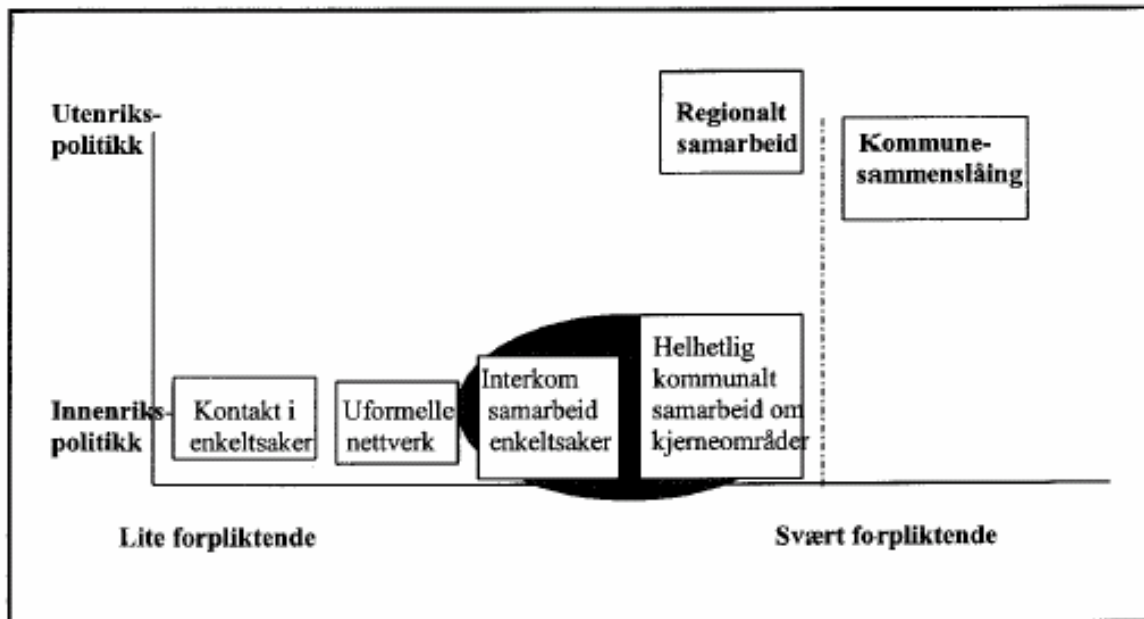 Utenriks-
politikk
Regionalt
samarbeid
Kommune-
sammenslåing
Innenriks-
politikk
Kontakt i
enkeltsaker
Uformelle
nettverk
Interkom
samarbeid
enkeltsaker
Helhetlig
kommunalt
samarbeid om
kjerneområder
Lite forpliktende
Svært forpliktende